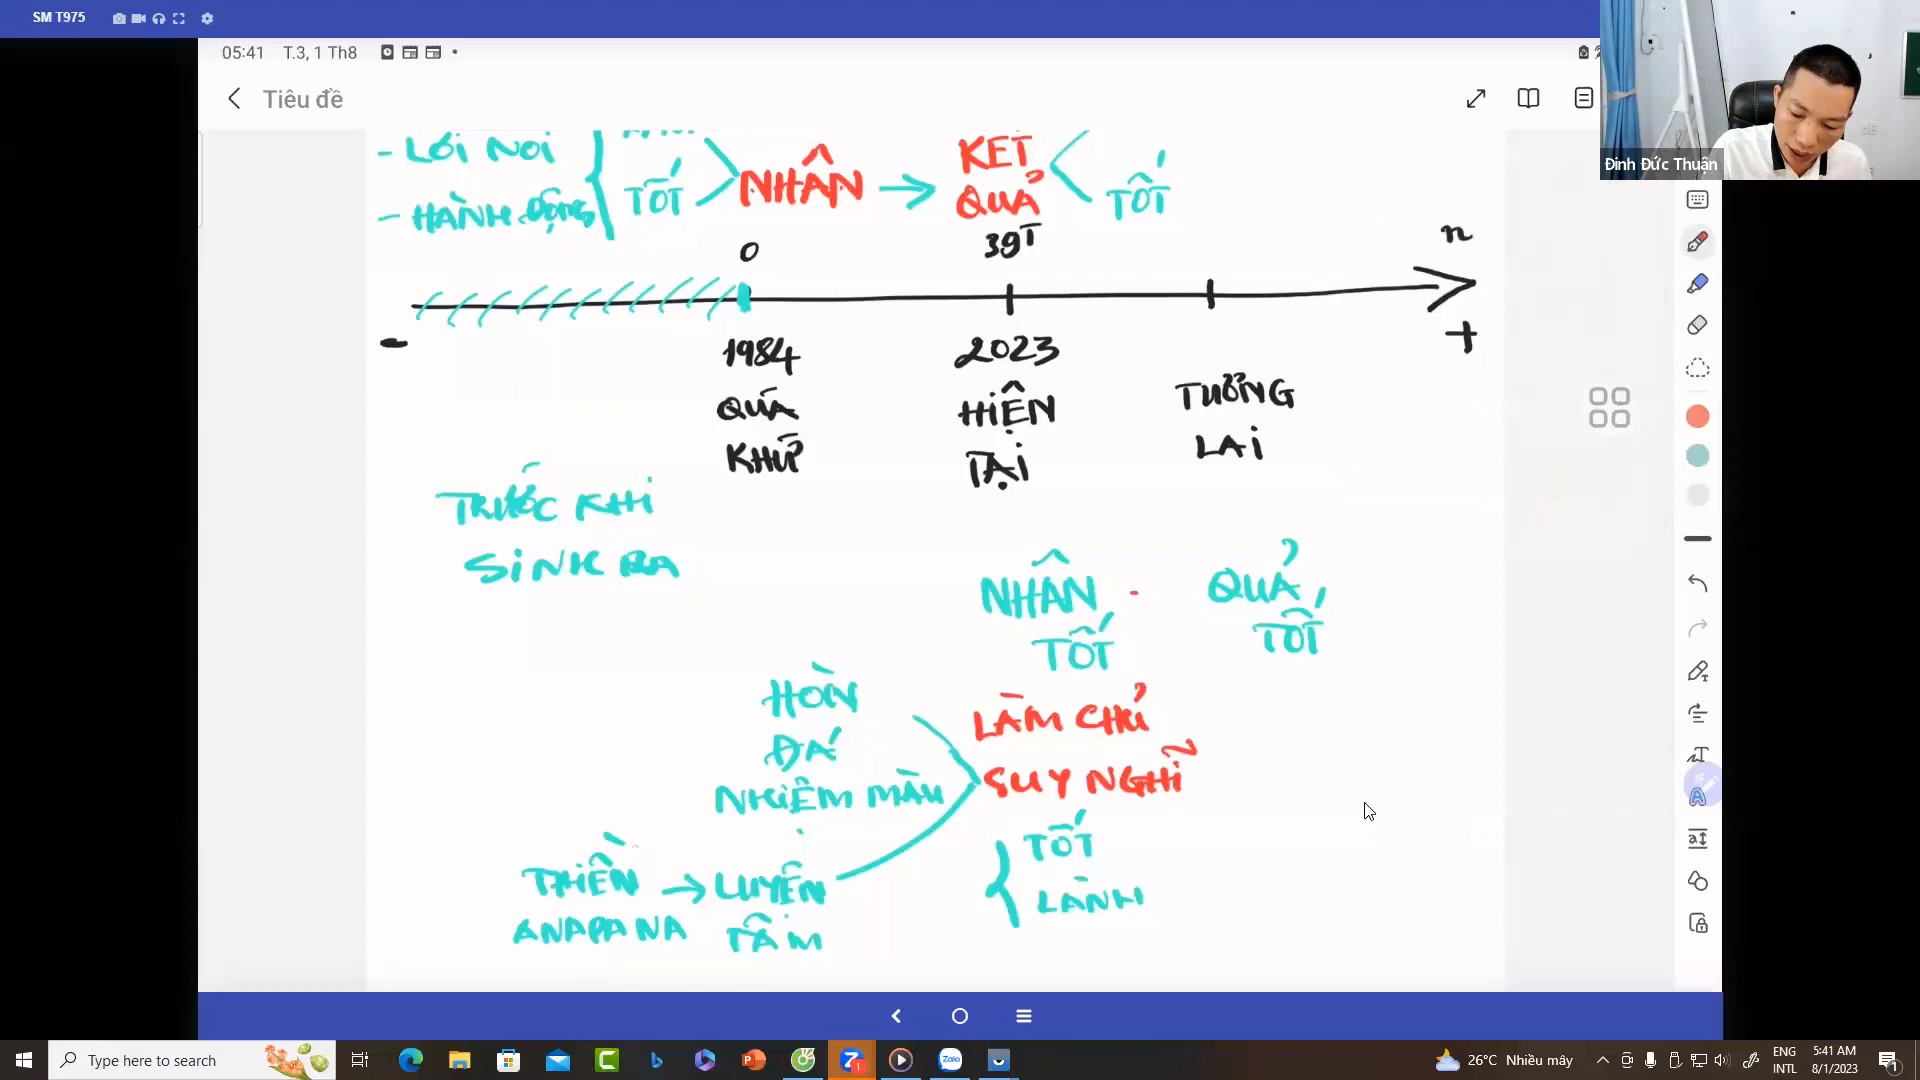 SM T975
05:41 T.3, 1 Th8
Tiêu đề
Đinh Đức Thuận
- LỜI NÓI
- HÀNH ĐỘNG
TỐT
NHÂN
KẾT
QUẢ
TỐT
0
39T
n
-
+
1984
QUÁ
KHỨ
2023
HIỆN
TẠI
TƯƠNG
LAI
TRƯỚC KHI
SINH RA
NHÂN
TỐT
QUẢ
TỐT
HÒN
ĐÁ
NHIỆM MÀU
LÀM CHỦ
SUY NGHĨ
TỐT
LÀNH
THIỀN
ANAPANA
LUYỆN
TÂM
Type here to search
26°C Nhiều mây
ENG
INTL
5:41 AM
8/1/2023